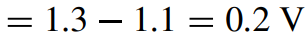 = 1.3 − 1.1 = 0.2 V